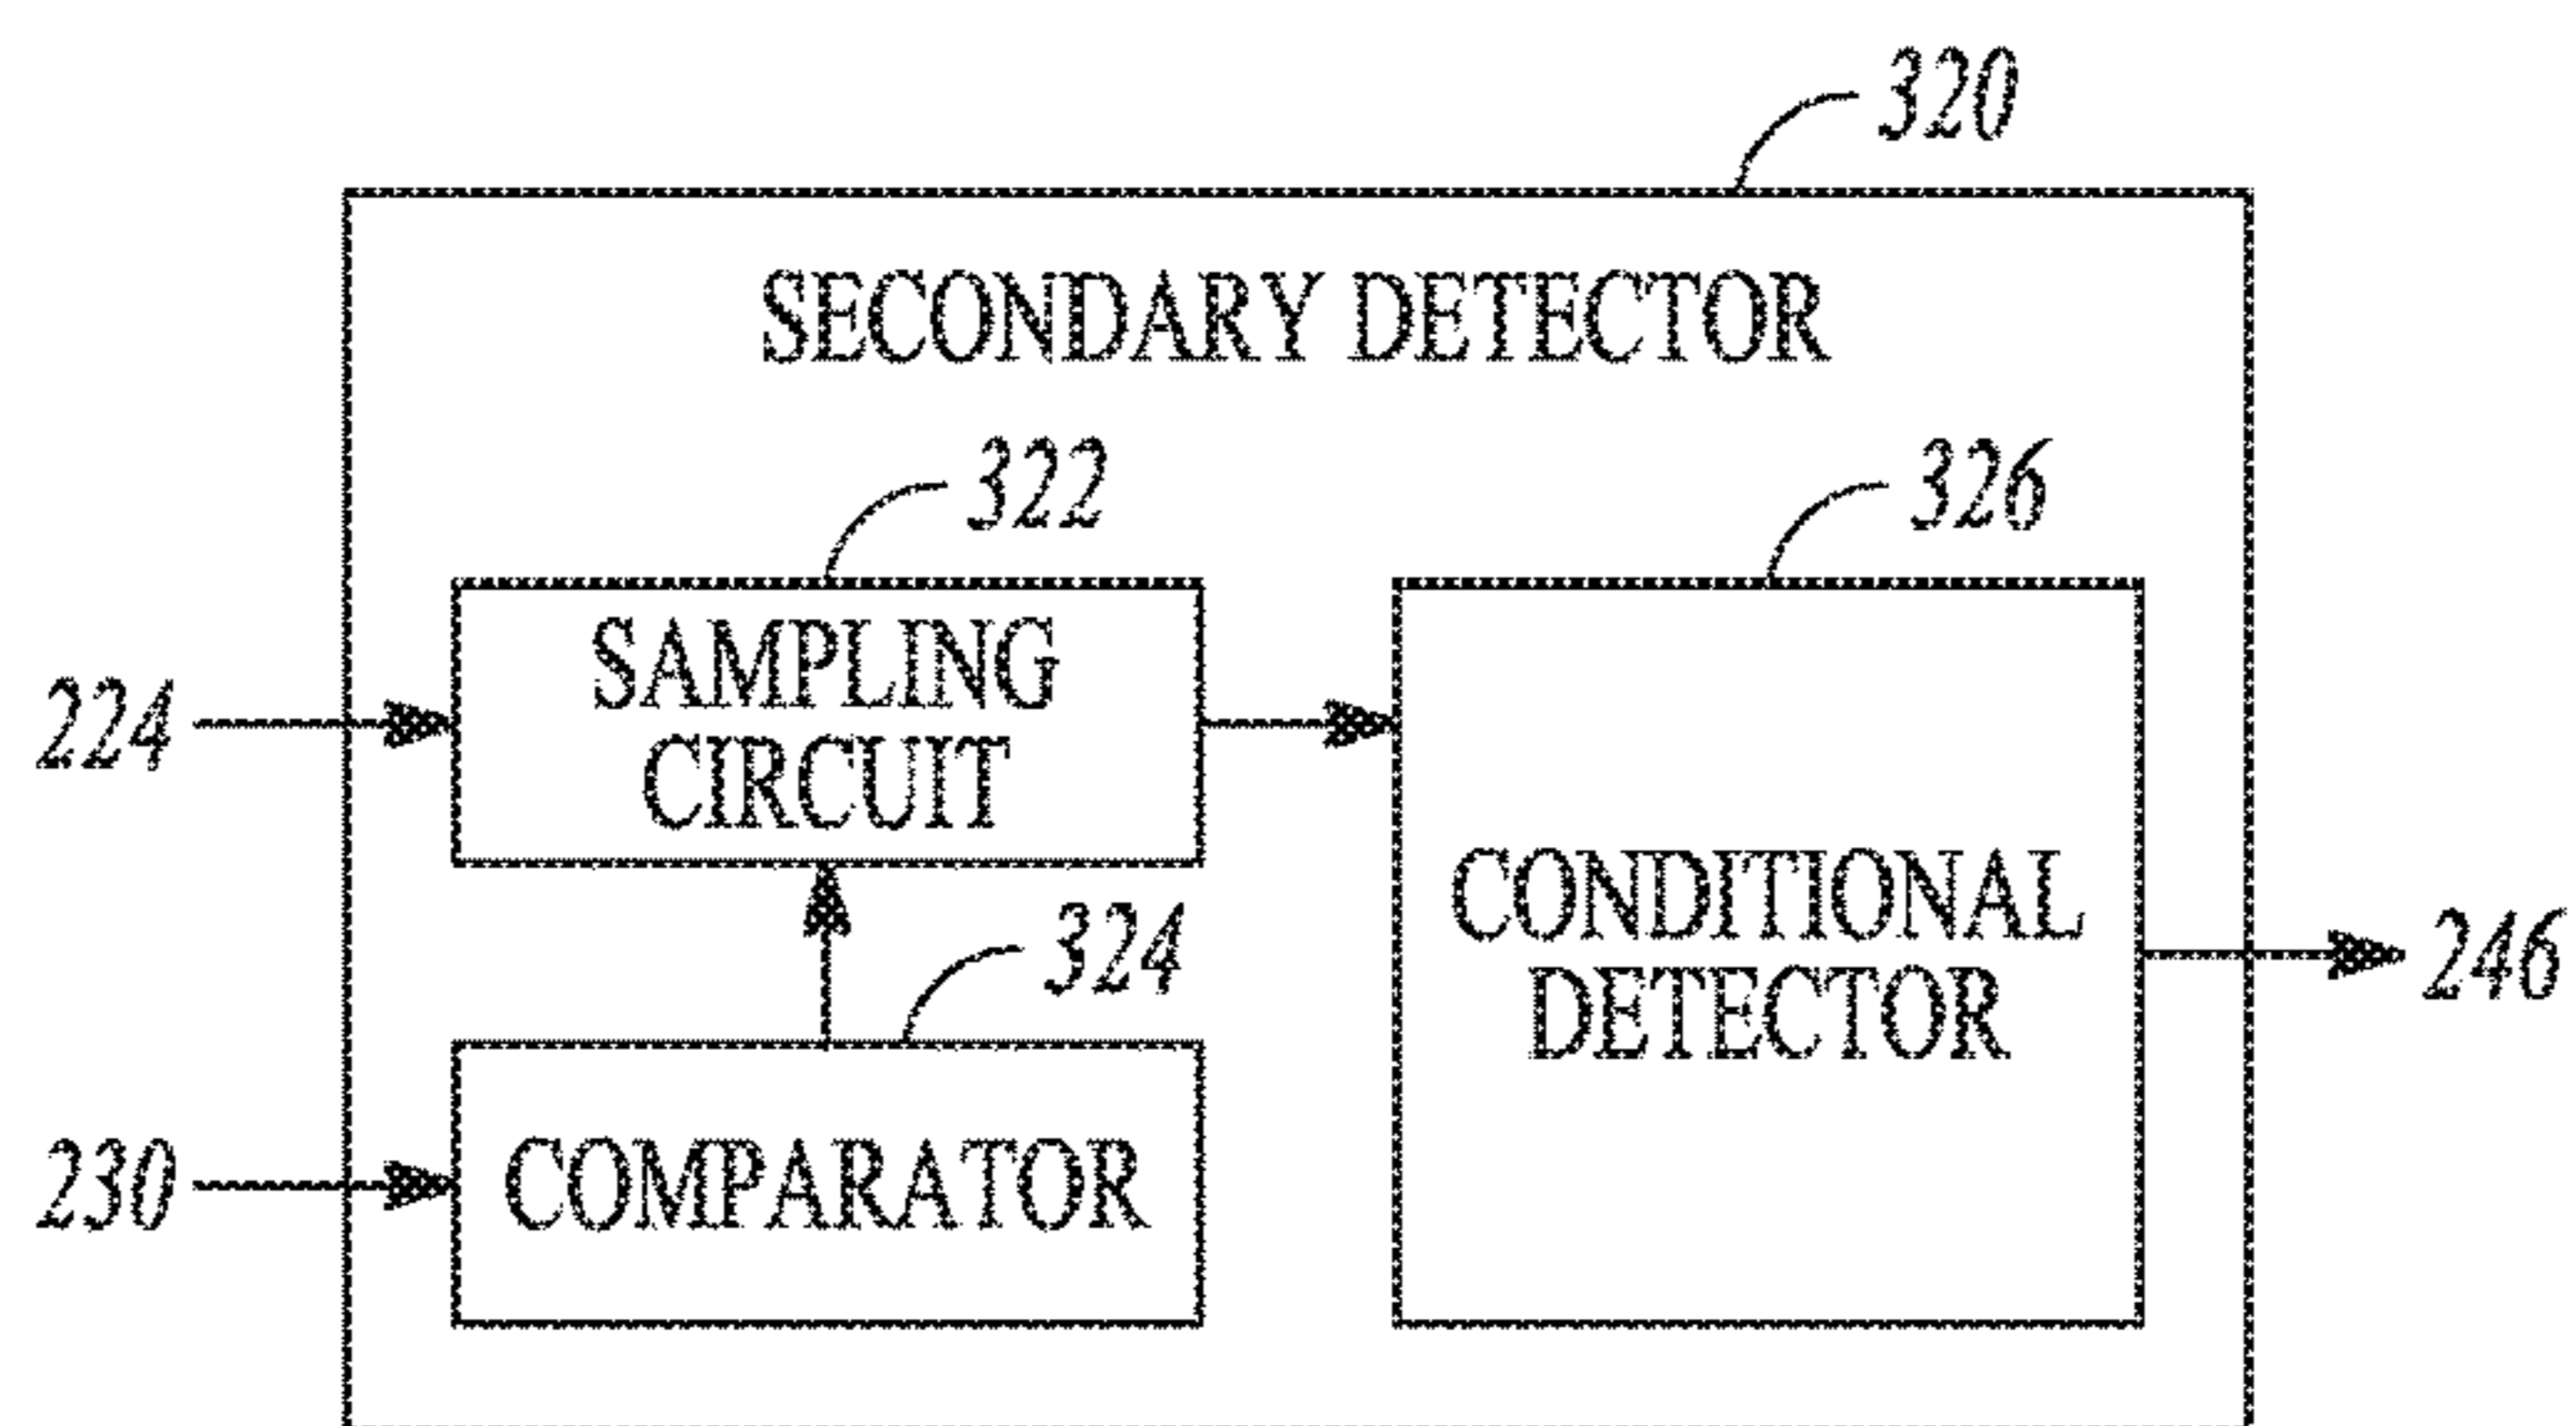 320
SECONDARY DETECTOR
322
326
SAMPLING
CIRCUIT
224
324
CONDITIONAL
DETECTOR
246
230
COMPARATOR